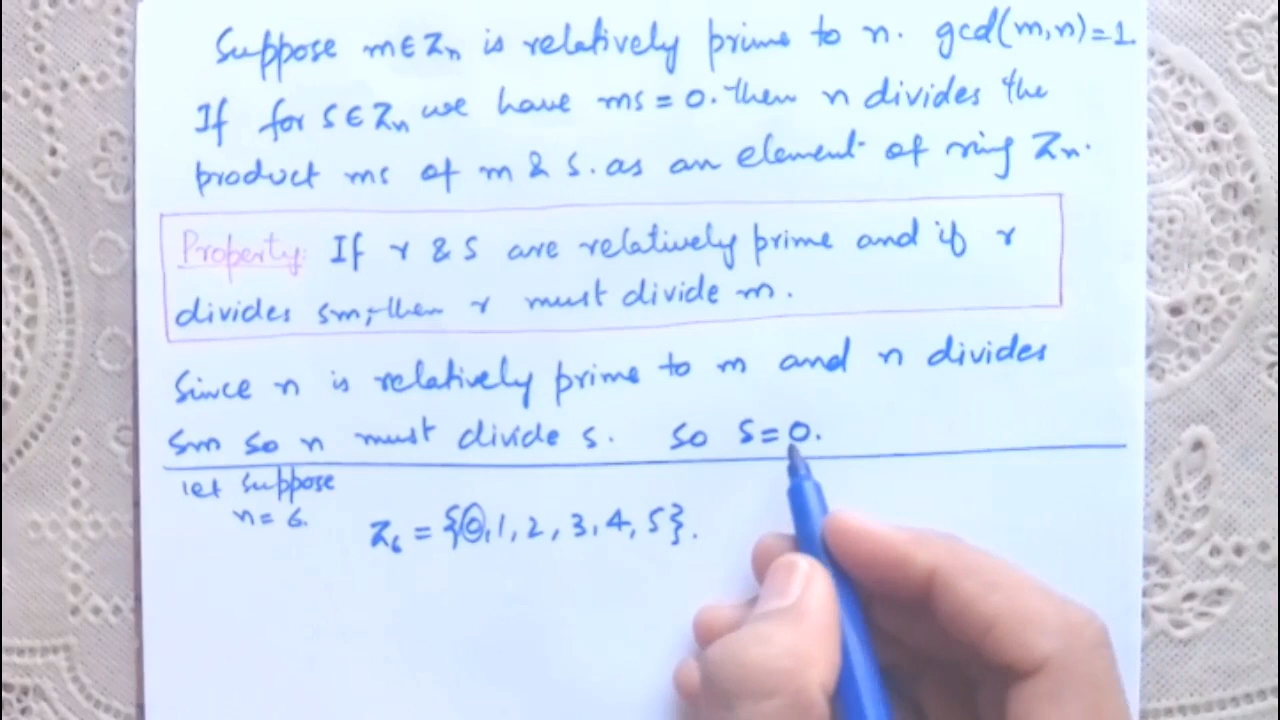 Suppose m∈Zn is relatively prime to n. gcd(m,n)=1
If for S∈Zn we have ms = 0. then n divides the
product ms of m & s. as an element of ring Zn.
Property: If r & s are relatively prime and if r
divides sm, then r must divide m.
Since n is relatively prime to m and n divides
sm so n must divide s. So S=0.
let suppose
n= 6.
Z6 = {0,1,2,3,4,5}.